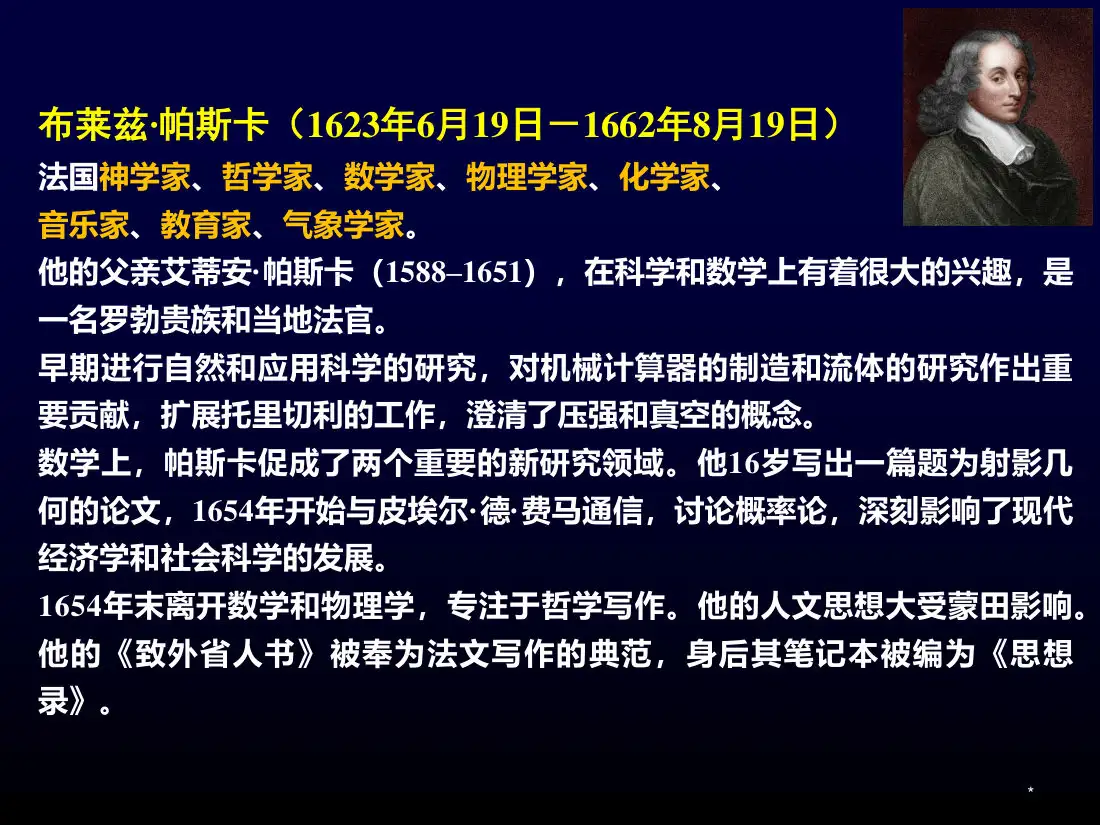 布莱兹·帕斯卡（1623年6月19日－1662年8月19日）
法国神学家、哲学家、数学家、物理学家、化学家、
音乐家、教育家、气象学家。
他的父亲艾蒂安·帕斯卡（1588–1651），在科学和数学上有着很大的兴趣，是
一名罗勃贵族和当地法官。
早期进行自然和应用科学的研究，对机械计算器的制造和流体的研究作出重
要贡献，扩展托里切利的工作，澄清了压强和真空的概念。
数学上，帕斯卡促成了两个重要的新研究领域。他16岁写出一篇题为射影几
何的论文，1654年开始与皮埃尔·德·费马通信，讨论概率论，深刻影响了现代
经济学和社会科学的发展。
1654年末离开数学和物理学，专注于哲学写作。他的人文思想大受蒙田影响。
他的《致外省人书》被奉为法文写作的典范，身后其笔记本被编为《思想
录》。
*